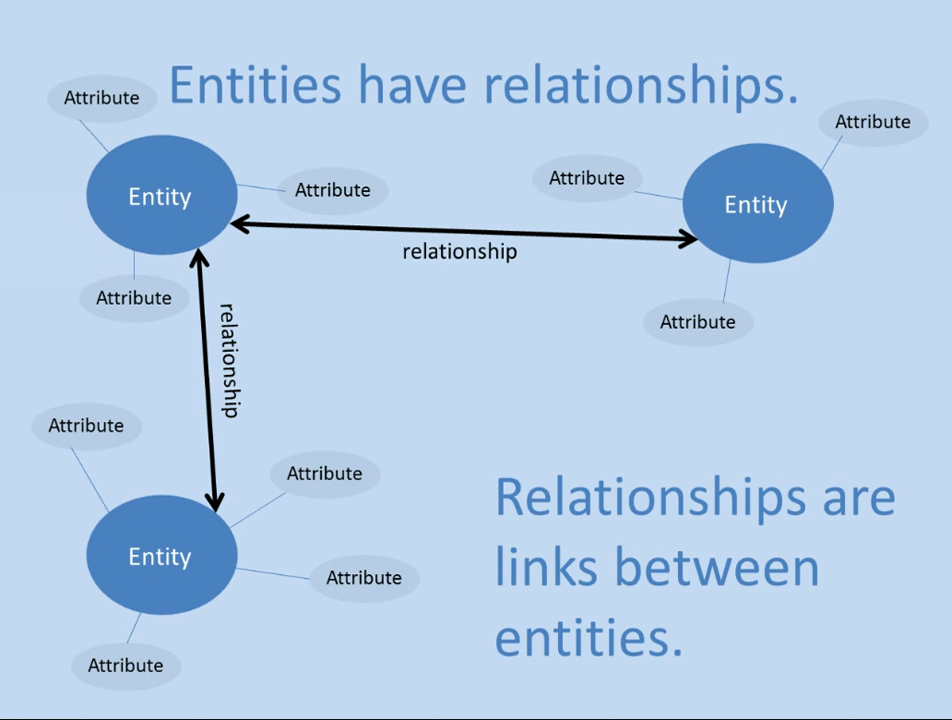 Entities have relationships.
Attribute
Attribute
Entity
Attribute
Attribute
Attribute
Entity
relationship
Attribute
Attribute
relationship
Attribute
Attribute
Entity
Attribute
Attribute
Relationships are
links between
entities.